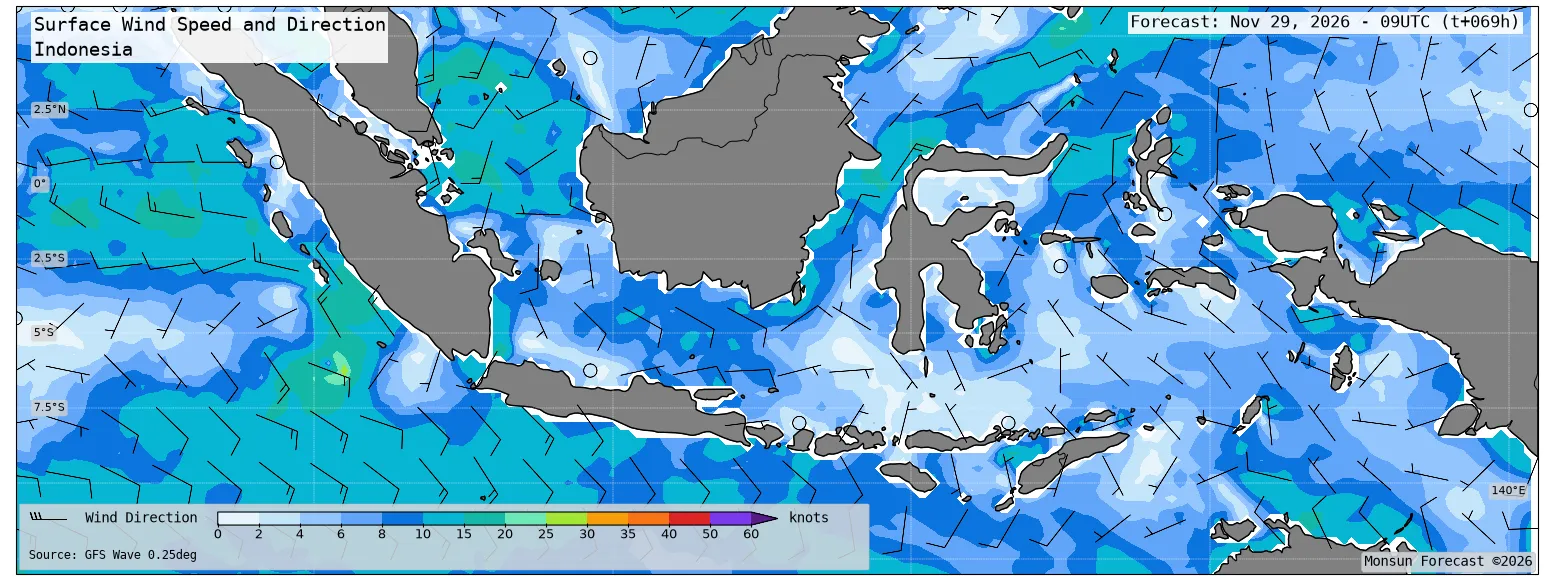 Surface Wind Speed and Direction
Indonesia
Forecast: Nov 29, 2026 - 09UTC (t+069h)
2.5°N
0°
2.5°S
5°S
7.5°S
140°E
Wind Direction
0 2 4 6 8 10 15 20 25 30 35 40 50 60
knots
Source: GFS Wave 0.25deg
Monsun Forecast ©2026